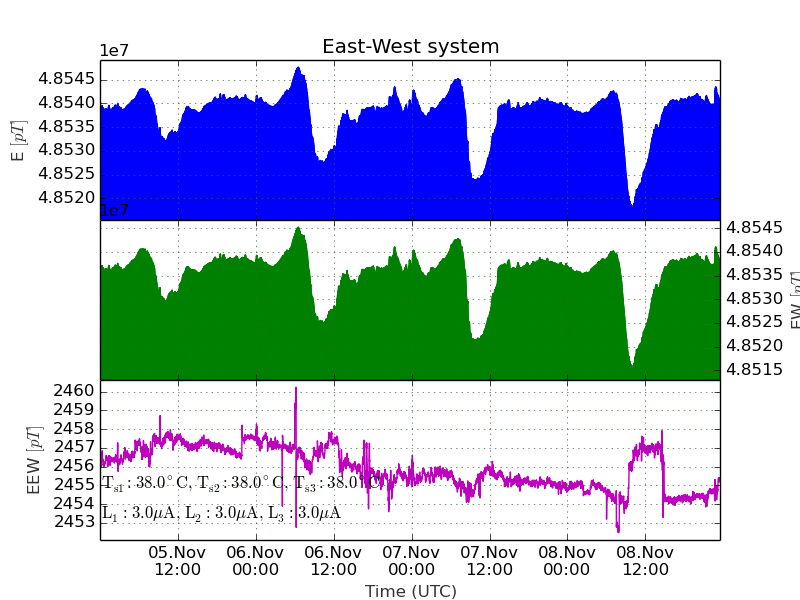 East-West system
1e7
4.8545
4.8540
4.8535
4.8530
4.8525
4.8520
E [pT]
1e7
4.8545
4.8540
4.8535
4.8530
4.8525
4.8520
4.8515
EW [pT]
2460
2459
2458
2457
2456
2455
2454
2453
EEW [pT]
T_s1 : 38.0°C, T_s2 : 38.0°C, T_s3 : 38.0°C
L_1 : 3.0μA, L_2 : 3.0μA, L_3 : 3.0μA
05.Nov 06.Nov 06.Nov 07.Nov 07.Nov 08.Nov 08.Nov
12:00 00:00 12:00 00:00 12:00 00:00 12:00
Time (UTC)